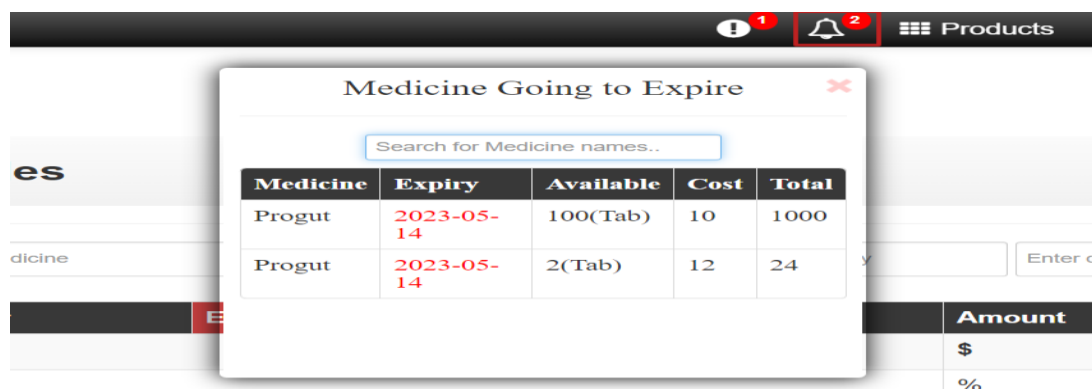 ! 1 2 Products
Medicine Going to Expire
Search for Medicine names..
es
Medicine Expiry Available Cost Total
Progut 2023-05- 100(Tab) 10 1000
14
dicine Enter
Progut 2023-05- 2(Tab) 12 24
14
E Amount
$
%